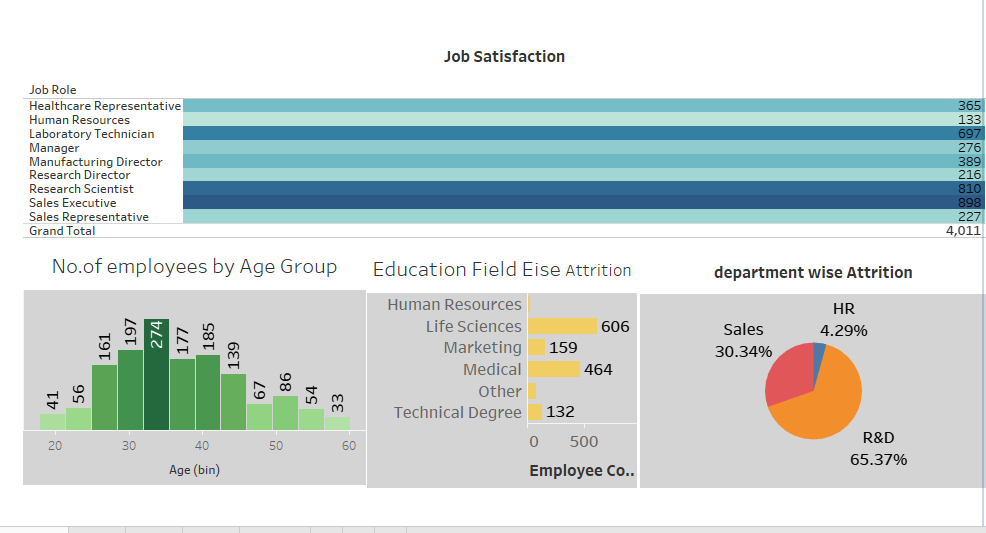 Job Satisfaction
Job Role
Healthcare Representative 365
Human Resources 133
Laboratory Technician 697
Manager 276
Manufacturing Director 389
Research Director 216
Research Scientist 810
Sales Executive 898
Sales Representative 227
Grand Total 4,011
No.of employees by Age Group
41 56 161 197 274 177 185 139 67 86 54 33
20 30 40 50 60
Age (bin)
Education Field Eise Attrition
Human Resources
Life Sciences 606
Marketing 159
Medical 464
Other
Technical Degree 132
0 500
Employee Co..
department wise Attrition
HR
4.29%
Sales
30.34%
R&D
65.37%